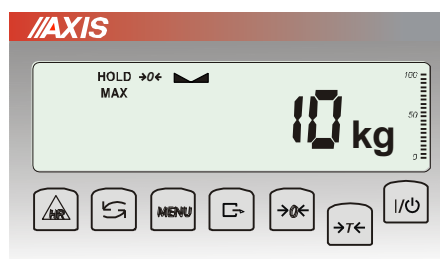 //AXIS
HOLD →0←
MAX
100
50
0
10 kg
HR
MENU
→0←
→T←
I/⏻